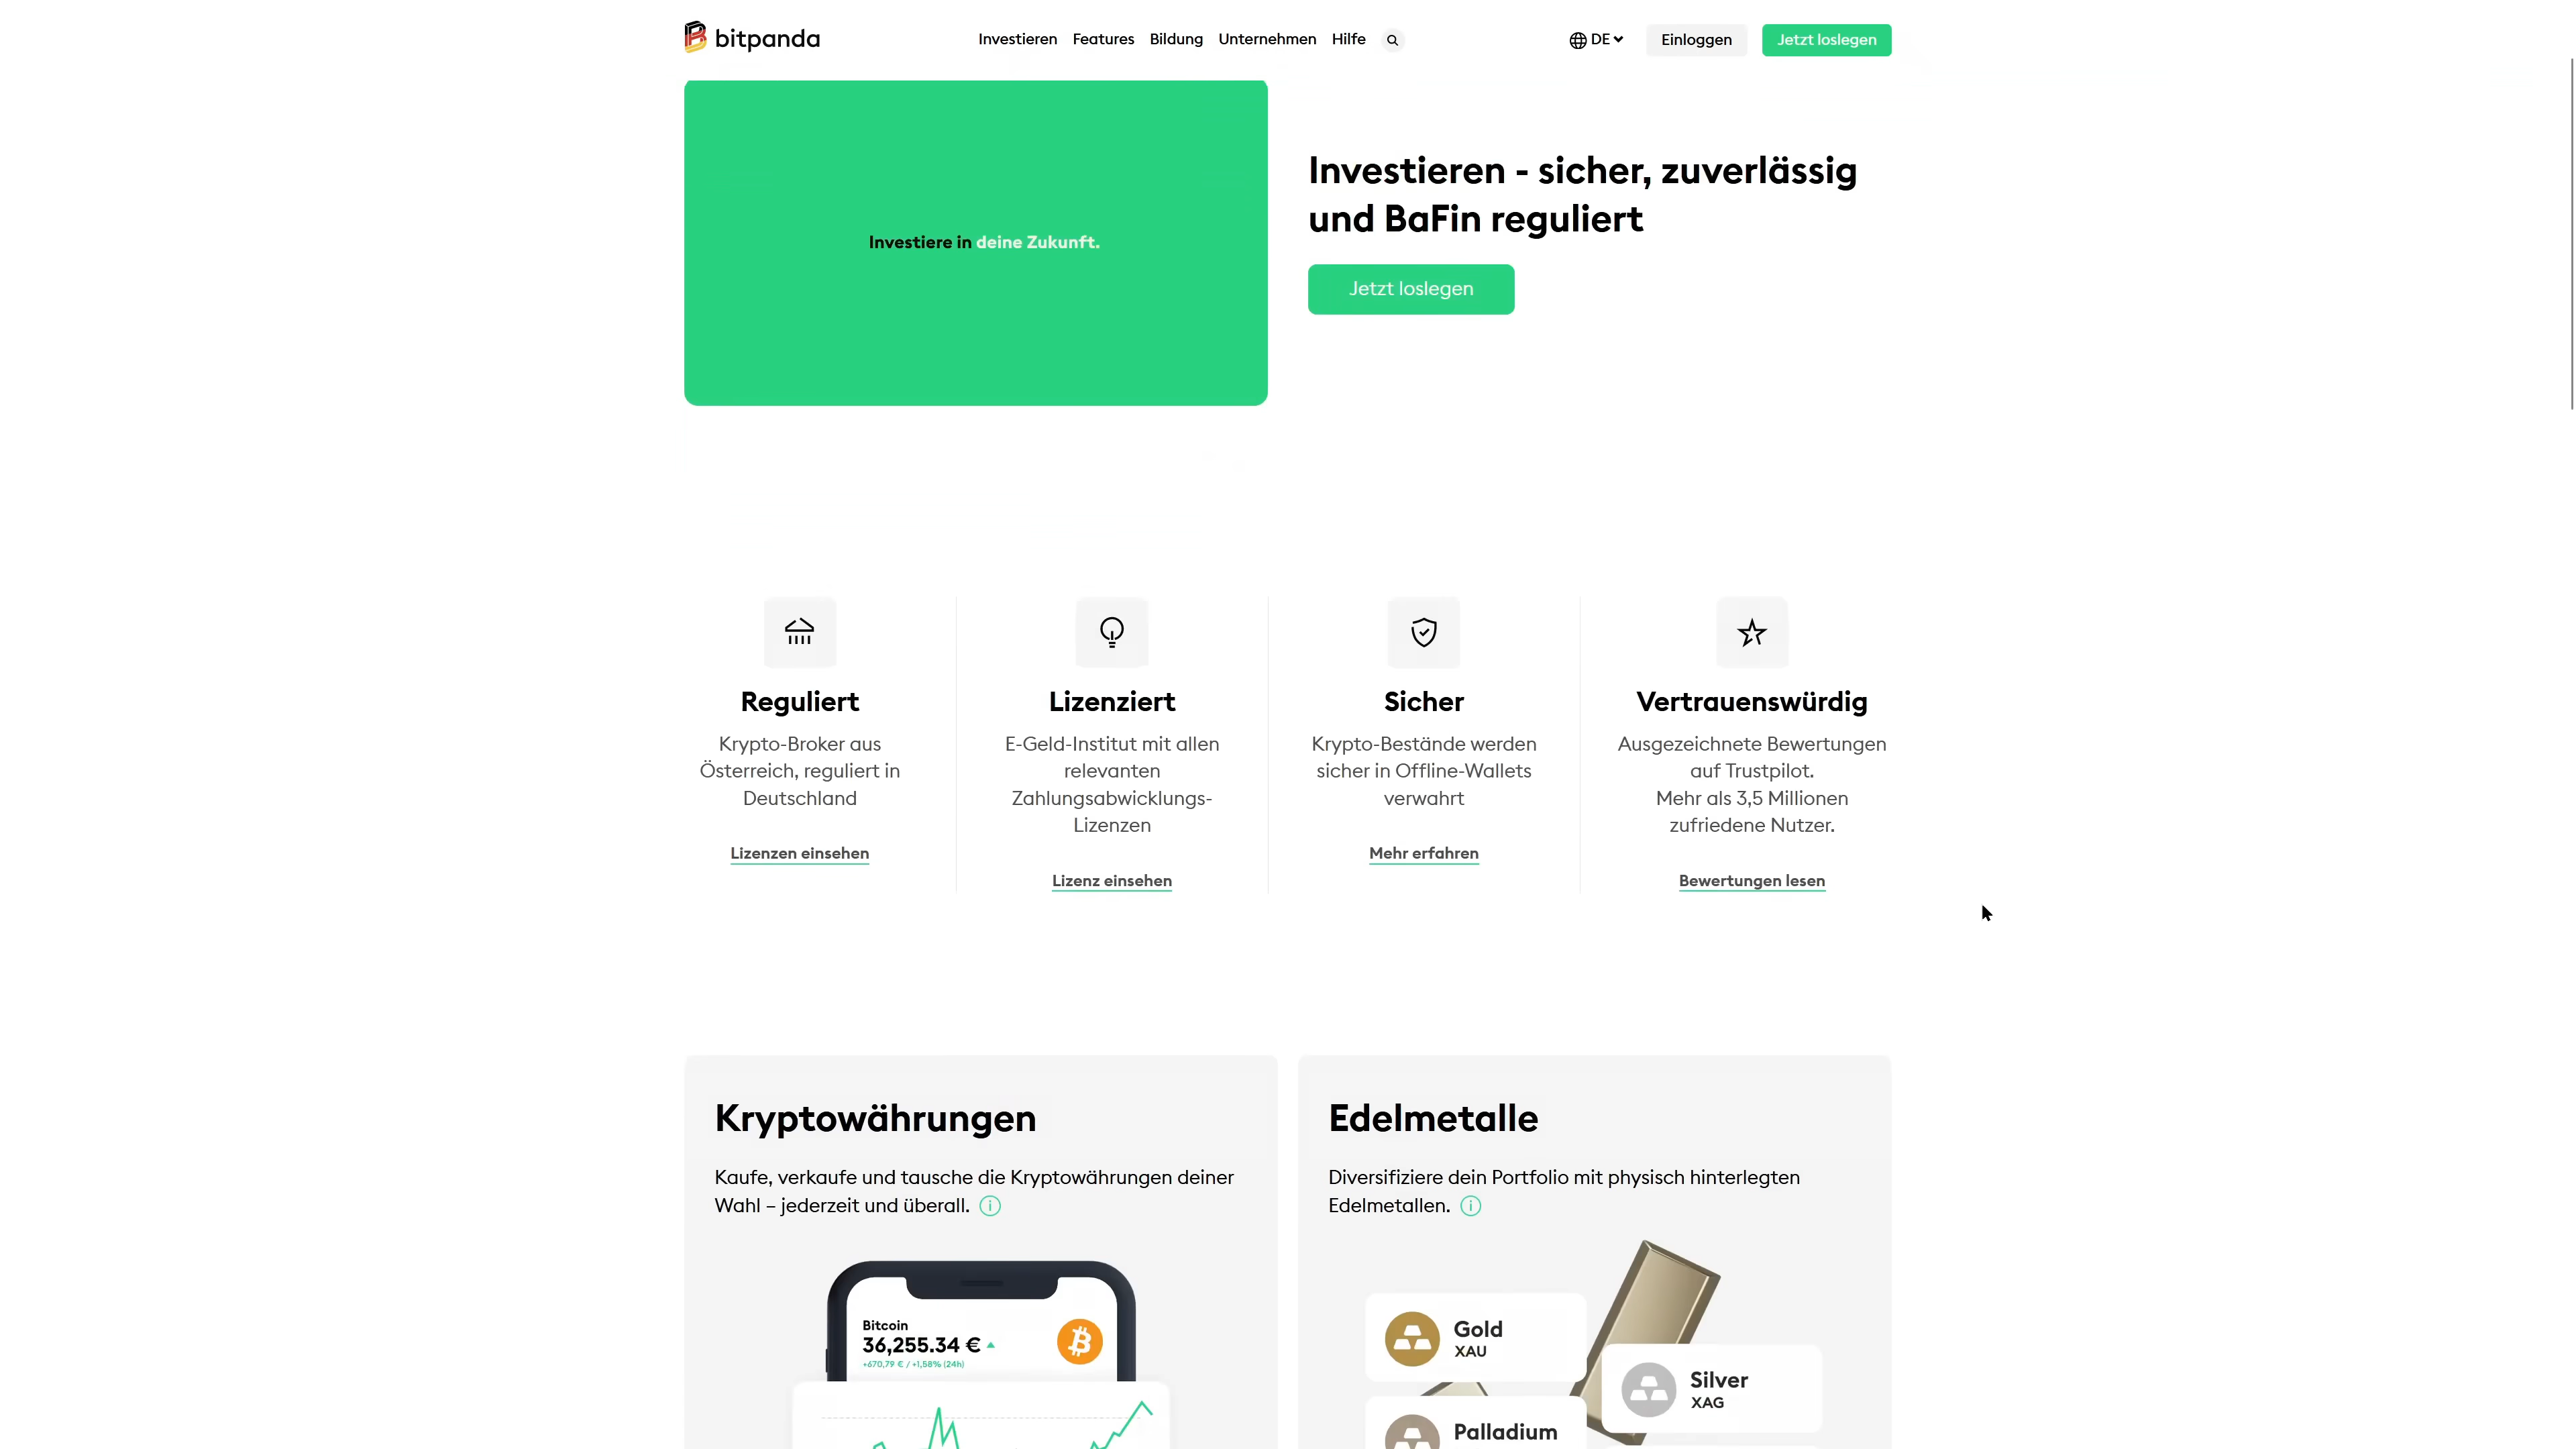 bitpanda
Investieren Features Bildung Unternehmen Hilfe
DE
Einloggen
Jetzt loslegen
Investiere in deine Zukunft.
Investieren - sicher, zuverlässig
und BaFin reguliert
Jetzt loslegen
Reguliert
Krypto-Broker aus
Österreich, reguliert in
Deutschland
Lizenzen einsehen
Lizenziert
E-Geld-Institut mit allen
relevanten
Zahlungsabwicklungs-
Lizenzen
Lizenz einsehen
Sicher
Krypto-Bestände werden
sicher in Offline-Wallets
verwahrt
Mehr erfahren
Vertrauenswürdig
Ausgezeichnete Bewertungen
auf Trustpilot.
Mehr als 3,5 Millionen
zufriedene Nutzer.
Bewertungen lesen
Kryptowährungen
Kaufe, verkaufe und tausche die Kryptowährungen deiner
Wahl – jederzeit und überall.
Bitcoin
36,255.34 €
+670,79 € / +1,58% (24h)
Edelmetalle
Diversifiziere dein Portfolio mit physisch hinterlegten
Edelmetallen.
Gold
XAU
Silver
XAG
Palladium